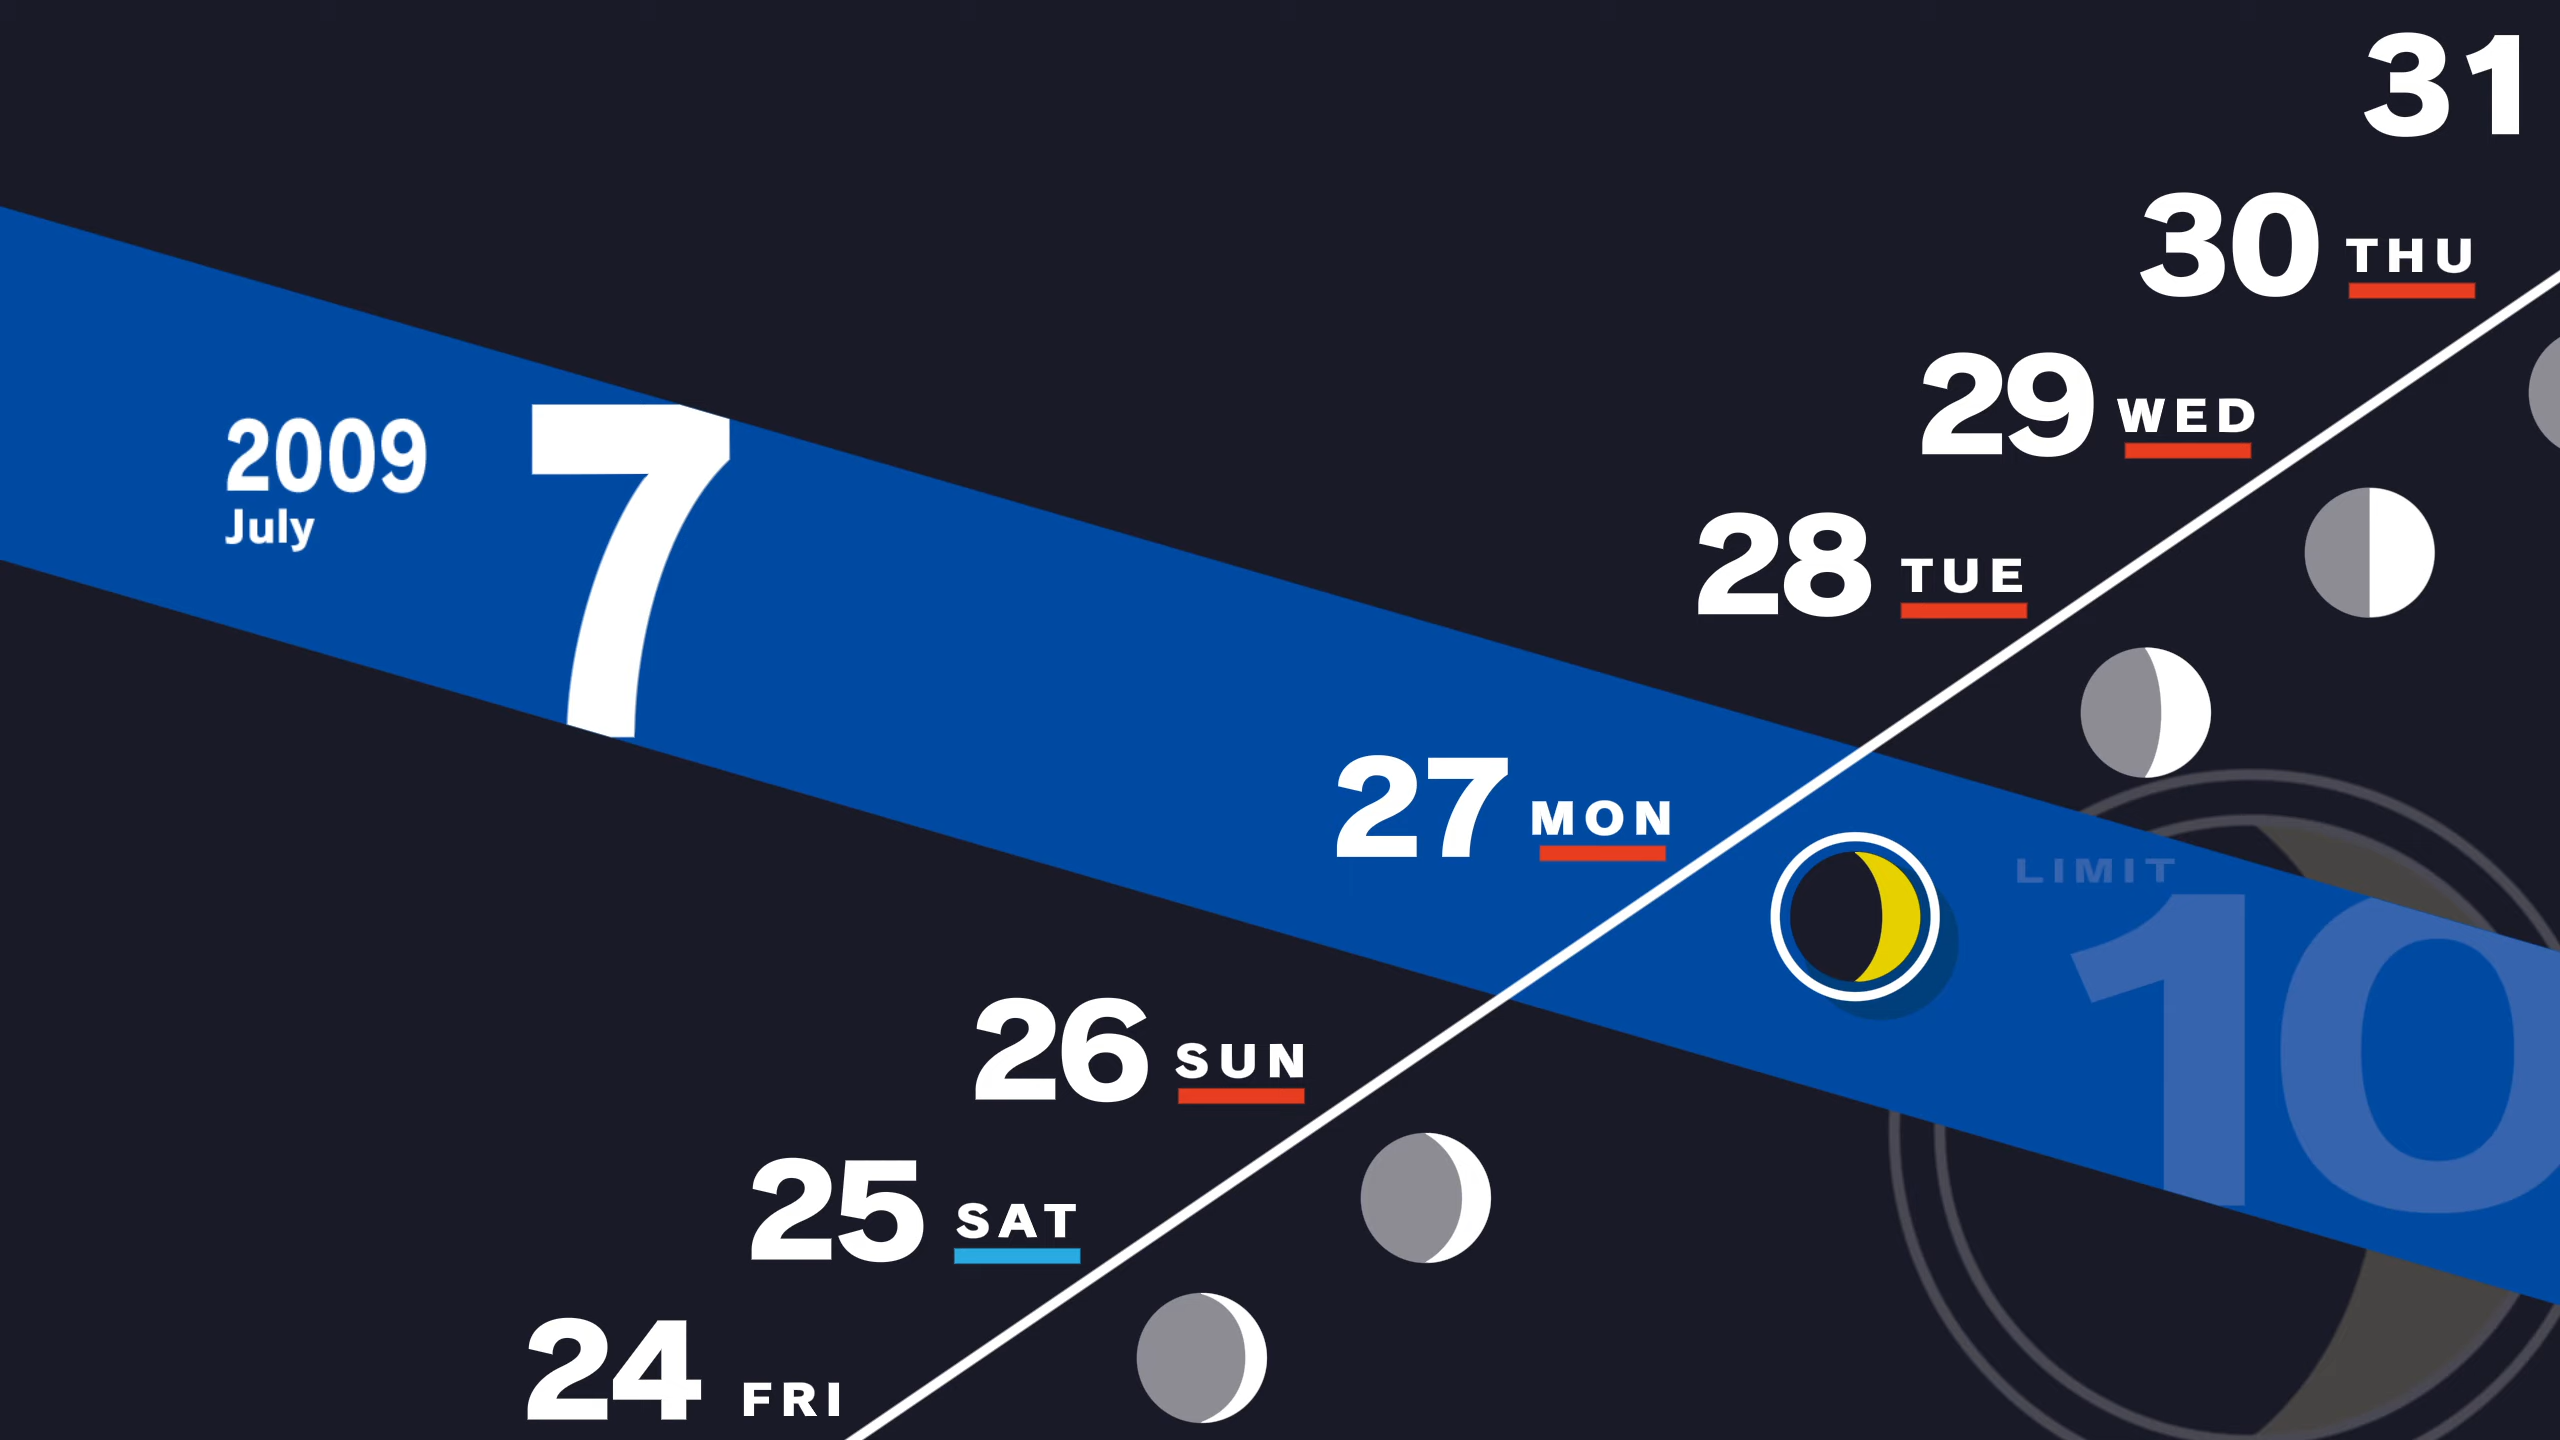 31
30 THU
29 WED
28 TUE
2009
July
7
27 MON
LIMIT
10
26 SUN
25 SAT
24 FRI